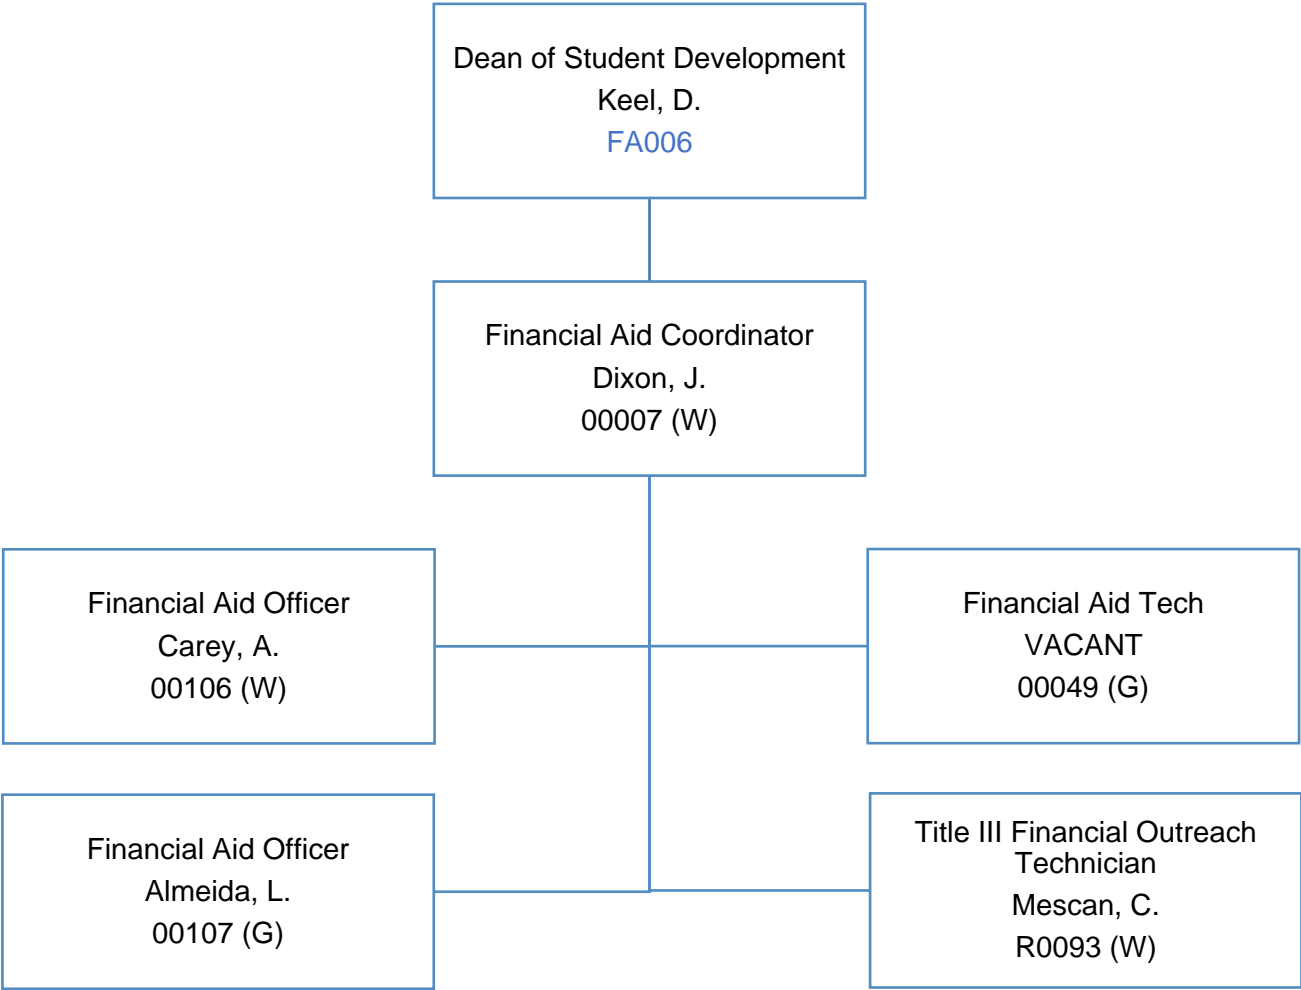 Dean of Student Development
Keel, D.
FA006
Financial Aid Coordinator
Dixon, J.
00007 (W)
Financial Aid Officer
Carey, A.
00106 (W)
Financial Aid Tech
VACANT
00049 (G)
Financial Aid Officer
Almeida, L.
00107 (G)
Title III Financial Outreach
Technician
Mescan, C.
R0093 (W)